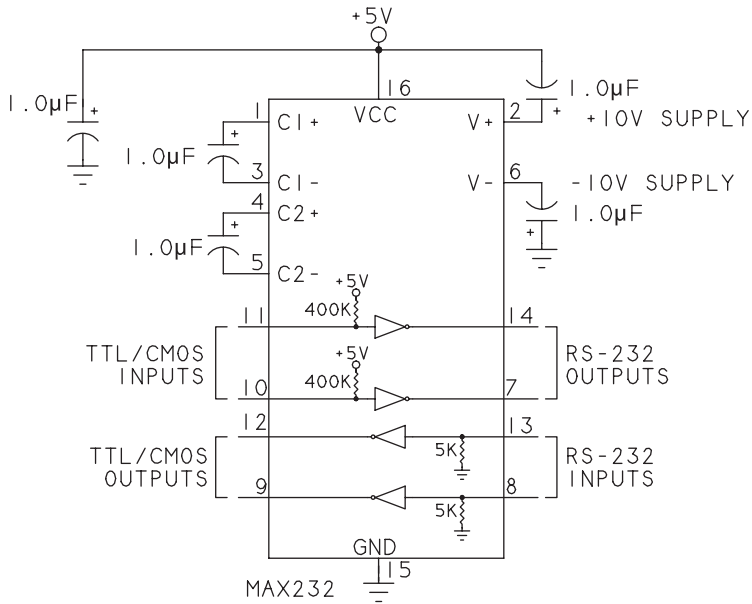 +5V
1.0µF
+
16
1.0µF
+
1
C1+
VCC
V+
2
+10V SUPPLY
1.0µF
+
3
C1-
V-
6
-10V SUPPLY
4
C2+
1.0µF
+
1.0µF
+
5
C2-
+5V
11
400K
14
TTL/CMOS
INPUTS
+5V
400K
RS-232
OUTPUTS
10
7
12
13
TTL/CMOS
OUTPUTS
5K
RS-232
INPUTS
9
8
5K
GND
15
MAX232